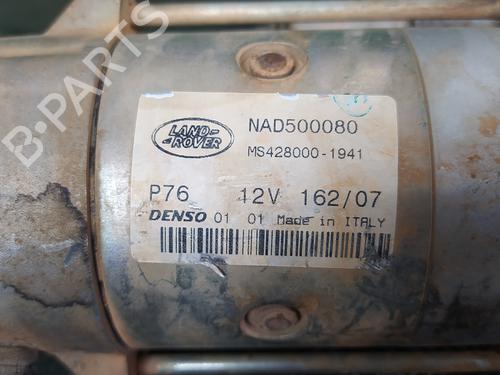 B-PARTS
LAND-
ROVER
NAD500080
MS428000-1941
P76 12V 162/07
DENSO 01 01 Made in ITALY